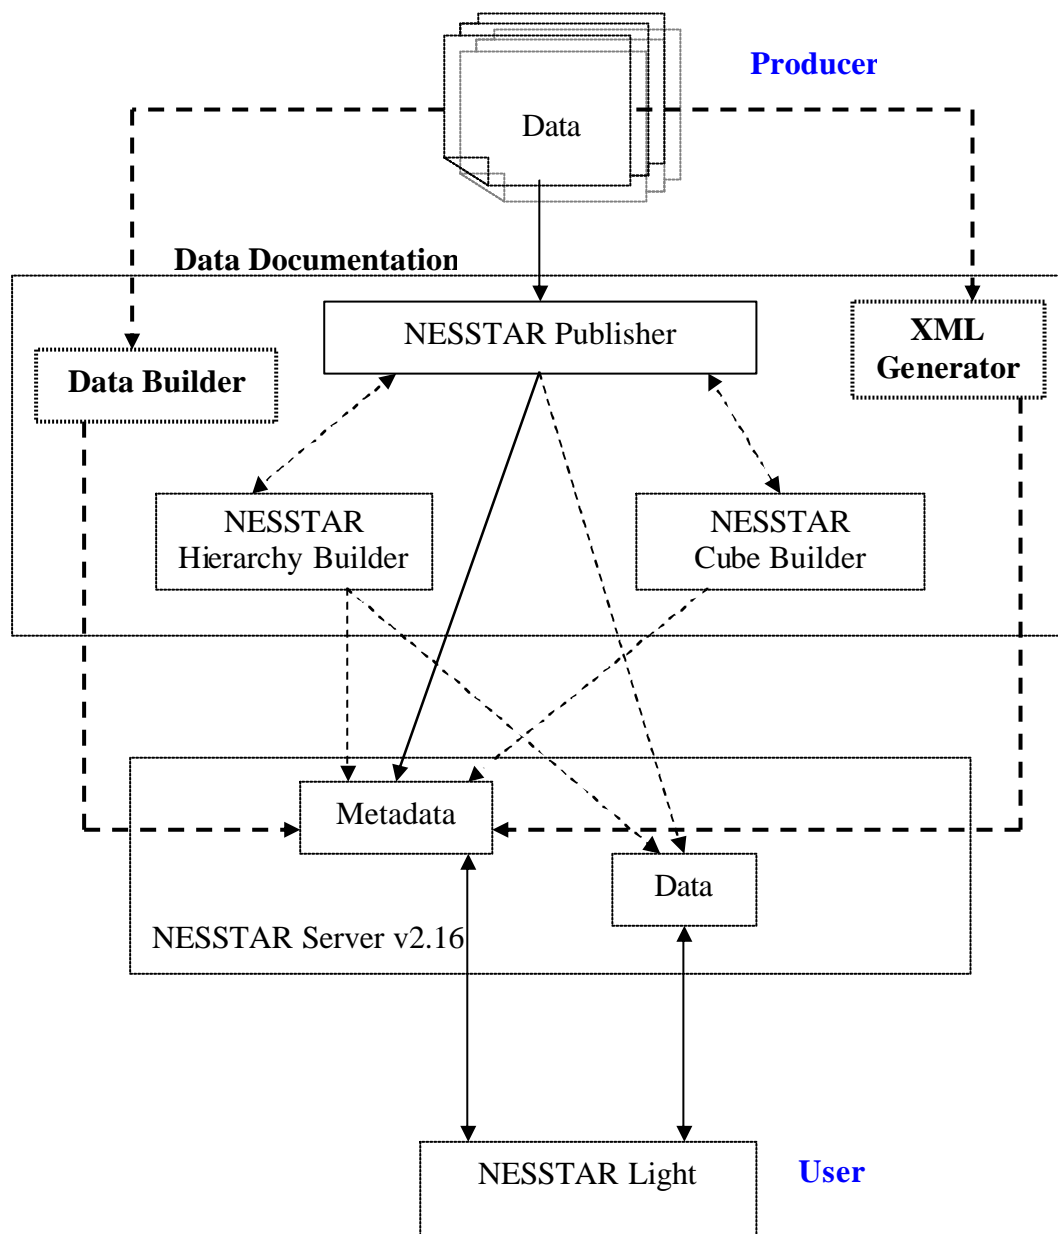 Producer
Data
Data Documentation
NESSTAR Publisher
XML
Generator
Data Builder
NESSTAR
Hierarchy Builder
NESSTAR
Cube Builder
Metadata
Data
NESSTAR Server v2.16
NESSTAR Light
User